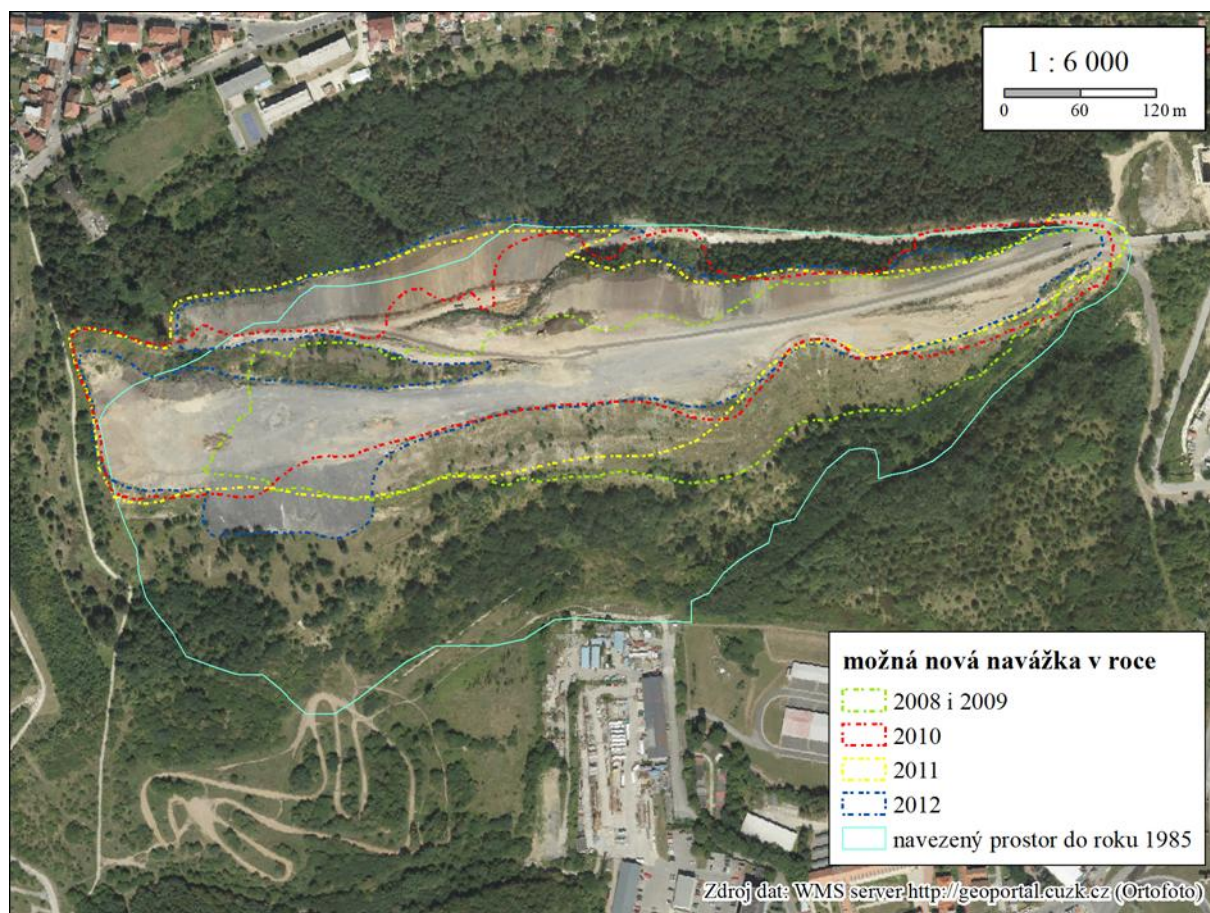 1 : 6 000
0 60 120 m
možná nová navážka v roce
2008 i 2009
2010
2011
2012
navezený prostor do roku 1985
Zdroj dat: WMS server http://geoportal.cuzk.cz (Ortofoto)